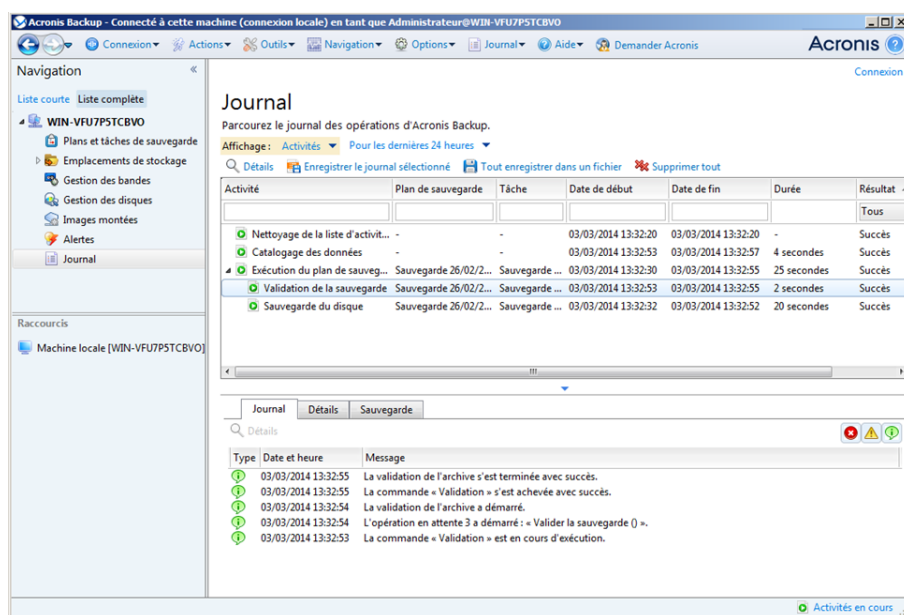 Acronis Backup - Connecté à cette machine (connexion locale) en tant que Administrateur@WIN-VFU7P5TCBVO
Connexion Actions Outils Navigation Options Journal Aide Demander Acronis Acronis
Navigation
Liste courte Liste complète
WIN-VFU7P5TCBVO
Plans et tâches de sauvegarde
Emplacements de stockage
Gestion des bandes
Gestion des disques
Images montées
Alertes
Journal
Raccourcis
Machine locale [WIN-VFU7P5TCBVO]
Connexion
Journal
Parcourez le journal des opérations d'Acronis Backup.
Affichage : Activités Pour les dernières 24 heures
Détails Enregistrer le journal sélectionné Tout enregistrer dans un fichier Supprimer tout
Activité Plan de sauvegarde Tâche Date de début Date de fin Durée Résultat
Tous
Nettoyage de la liste d'activit... - - 03/03/2014 13:32:20 03/03/2014 13:32:20 - Succès
Catalogage des données - - 03/03/2014 13:32:53 03/03/2014 13:32:57 4 secondes Succès
Exécution du plan de sauveg... Sauvegarde 26/02/2... Sauvegarde ... 03/03/2014 13:32:30 03/03/2014 13:32:55 25 secondes Succès
Validation de la sauvegarde Sauvegarde 26/02/2... Sauvegarde ... 03/03/2014 13:32:53 03/03/2014 13:32:55 2 secondes Succès
Sauvegarde du disque Sauvegarde 26/02/2... Sauvegarde ... 03/03/2014 13:32:32 03/03/2014 13:32:52 20 secondes Succès
Journal Détails Sauvegarde
Détails
Type Date et heure Message
03/03/2014 13:32:55 La validation de l'archive s'est terminée avec succès.
03/03/2014 13:32:55 La commande « Validation » s'est achevée avec succès.
03/03/2014 13:32:54 La validation de l'archive a démarré.
03/03/2014 13:32:54 L'opération en attente 3 a démarré : « Valider la sauvegarde () ».
03/03/2014 13:32:53 La commande « Validation » est en cours d'exécution.
Activités en cours